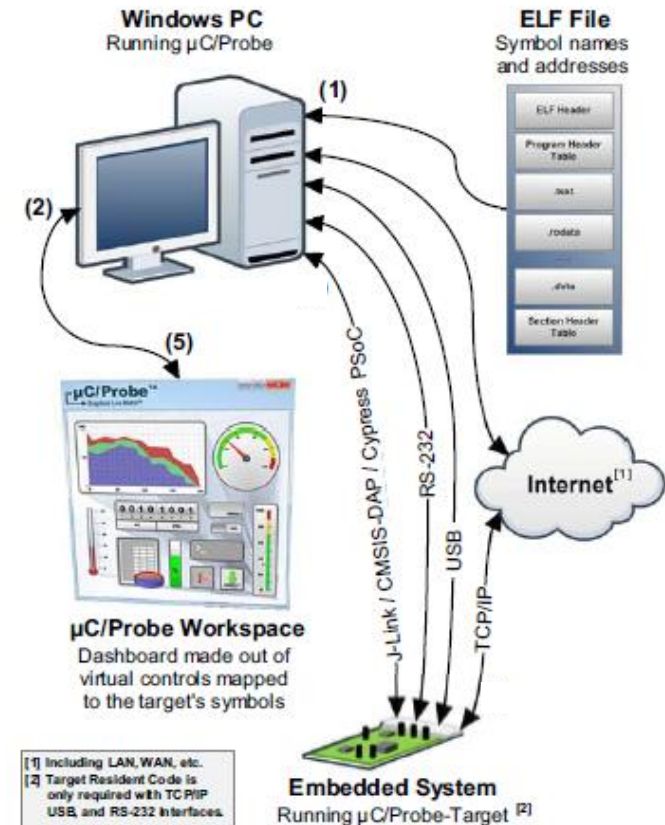 Windows PC
Running µC/Probe
ELF File
Symbol names
and addresses
(1)
ELF Header
Program Header
Table
.text
.rodata
.data
Section Header
Table
(2)
(5)
µC/Probe™
Internet[1]
J-Link / CMSIS-DAP / Cypress PSoC
RS-232
USB
TCP/IP
µC/Probe Workspace
Dashboard made out of
virtual controls mapped
to the target's symbols
[1] Including LAN, WAN, etc.
[2] Target Resident Code is
only required with TCP/IP
USB, and RS-232 Interfaces.
Embedded System
Running µC/Probe-Target [2]